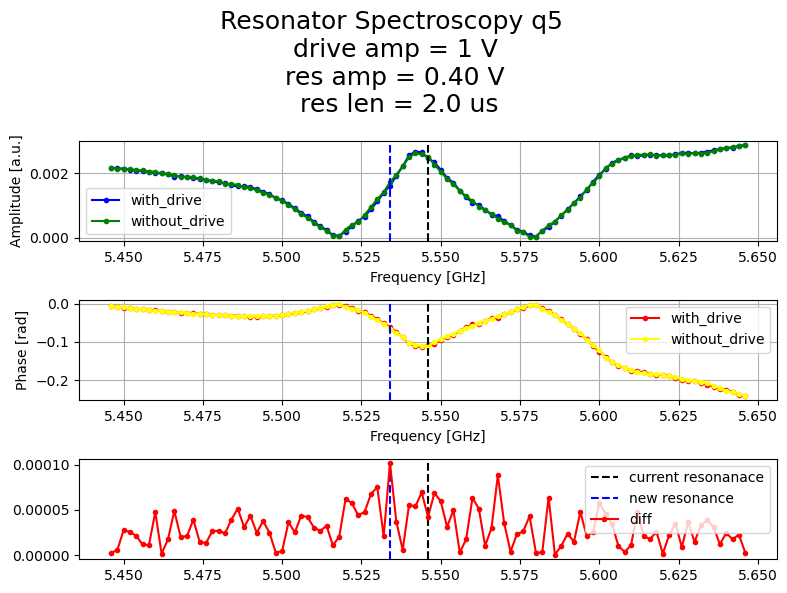 Resonator Spectroscopy q5
drive amp = 1 V
res amp = 0.40 V
res len = 2.0 us
Amplitude [a.u.]
0.002
0.000
with_drive
without_drive
5.450 5.475 5.500 5.525 5.550 5.575 5.600 5.625 5.650
Frequency [GHz]
Phase [rad]
0.0
−0.1
−0.2
with_drive
without_drive
5.450 5.475 5.500 5.525 5.550 5.575 5.600 5.625 5.650
Frequency [GHz]
0.00010
0.00005
0.00000
current resonanace
new resonance
diff
5.450 5.475 5.500 5.525 5.550 5.575 5.600 5.625 5.650